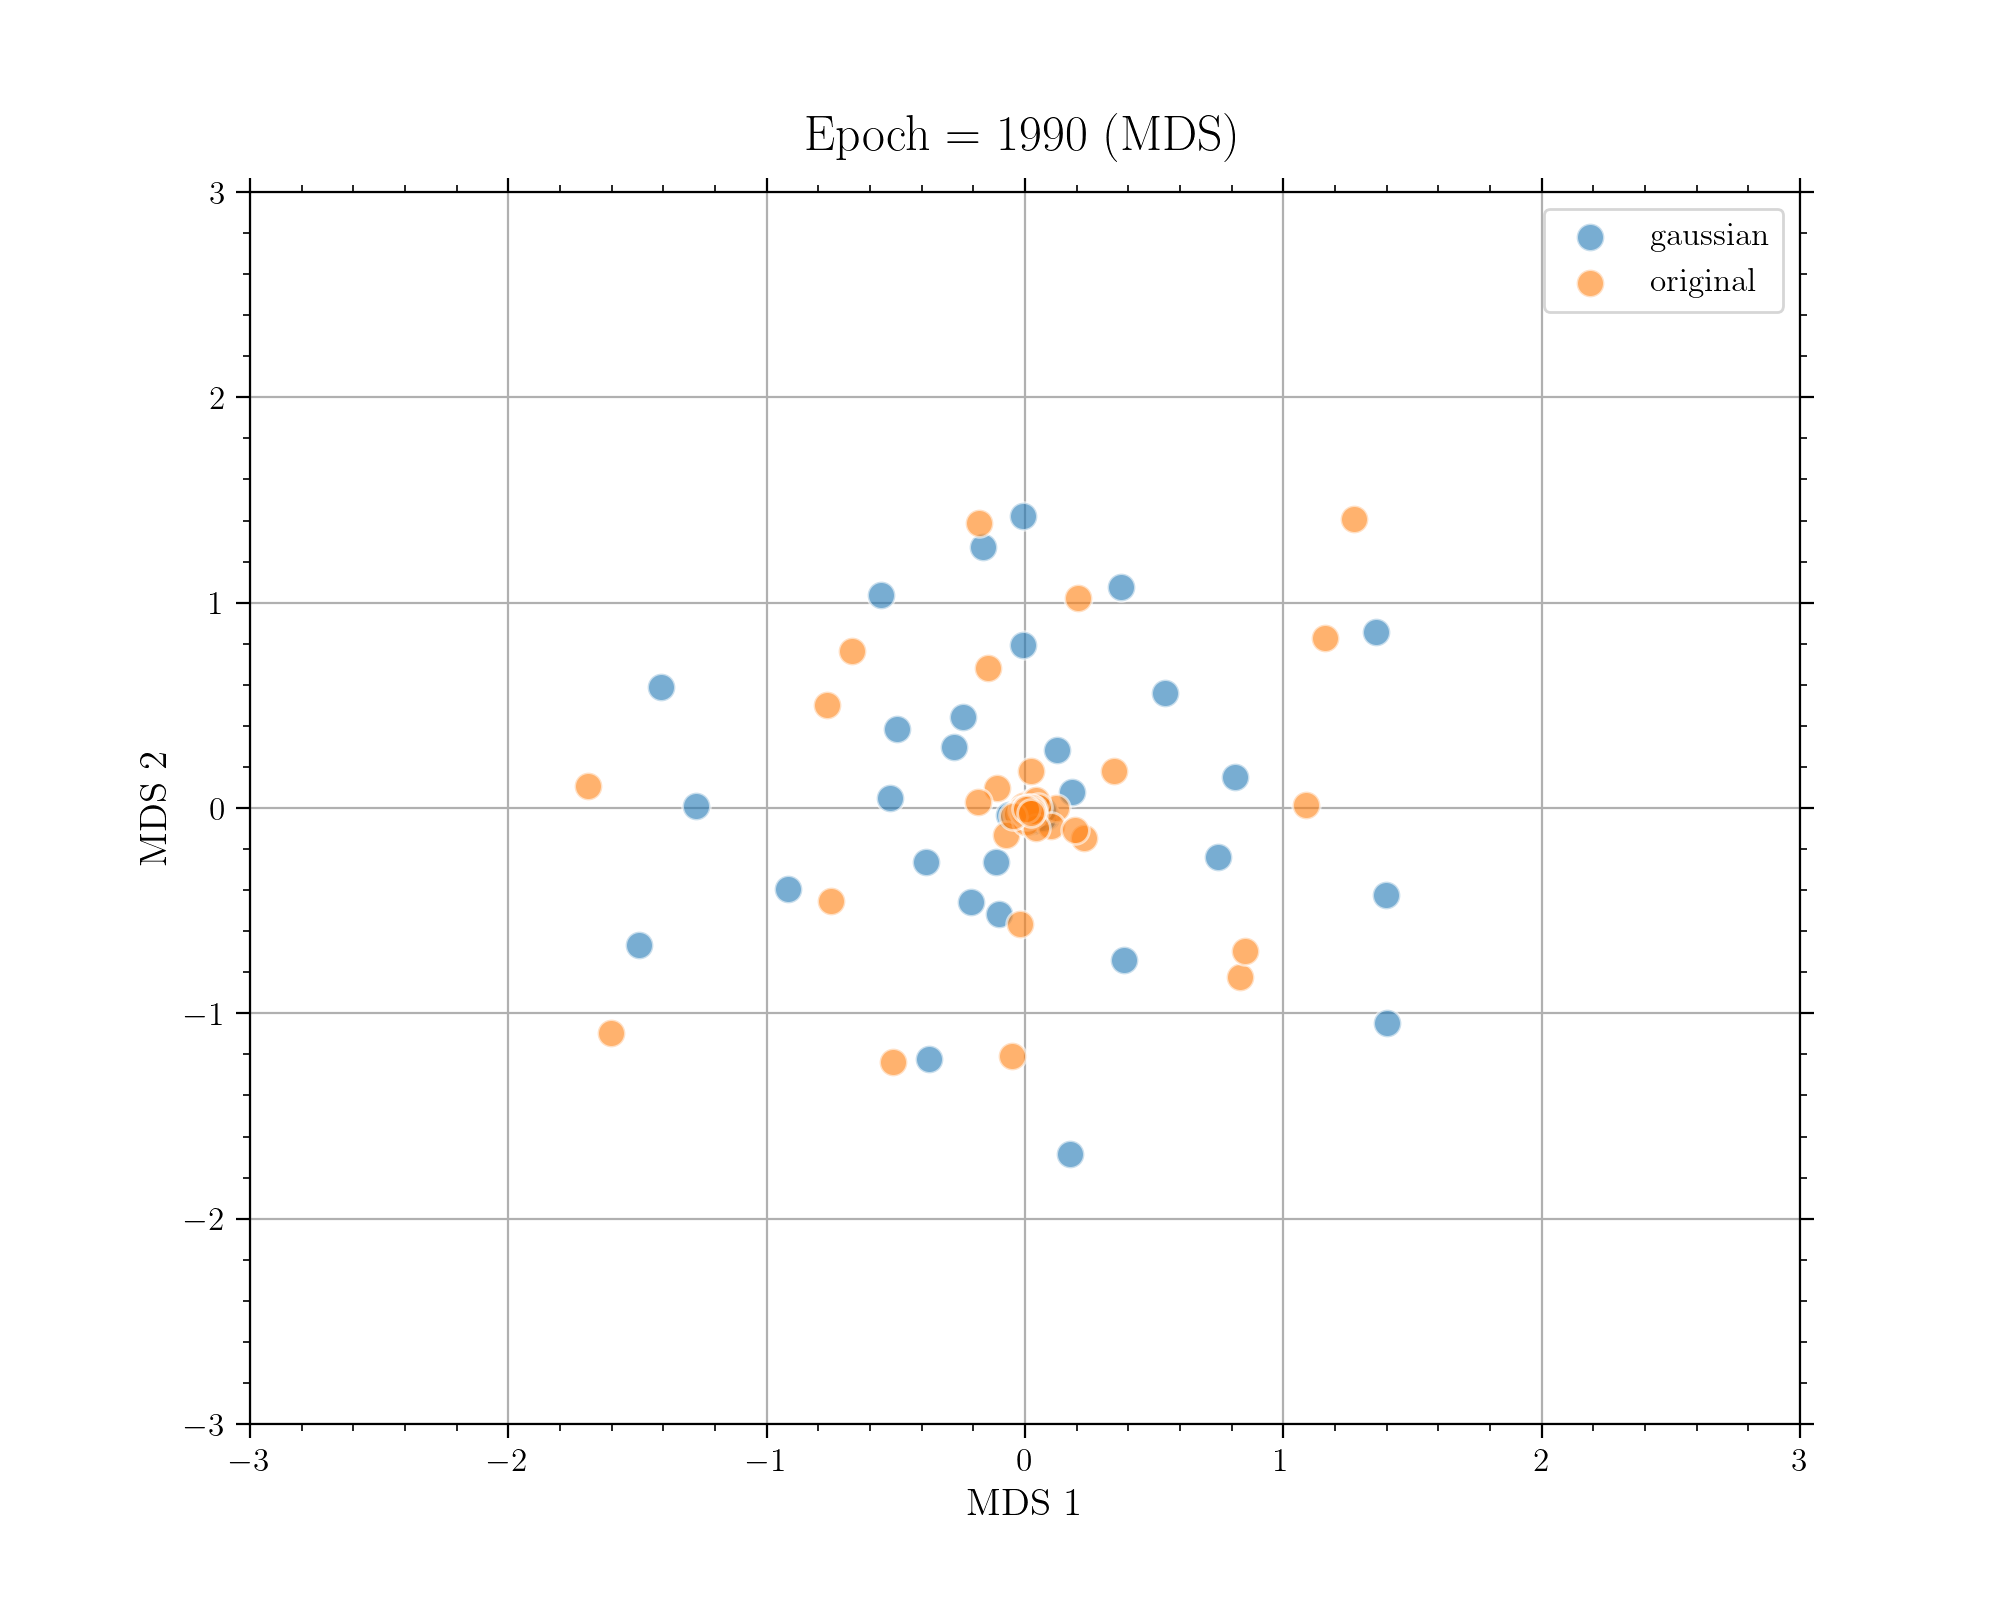 Epoch = 1990 (MDS)
gaussian
original
3
2
1
0
−1
−2
−3
MDS 2
−3 −2 −1 0 1 2 3
MDS 1